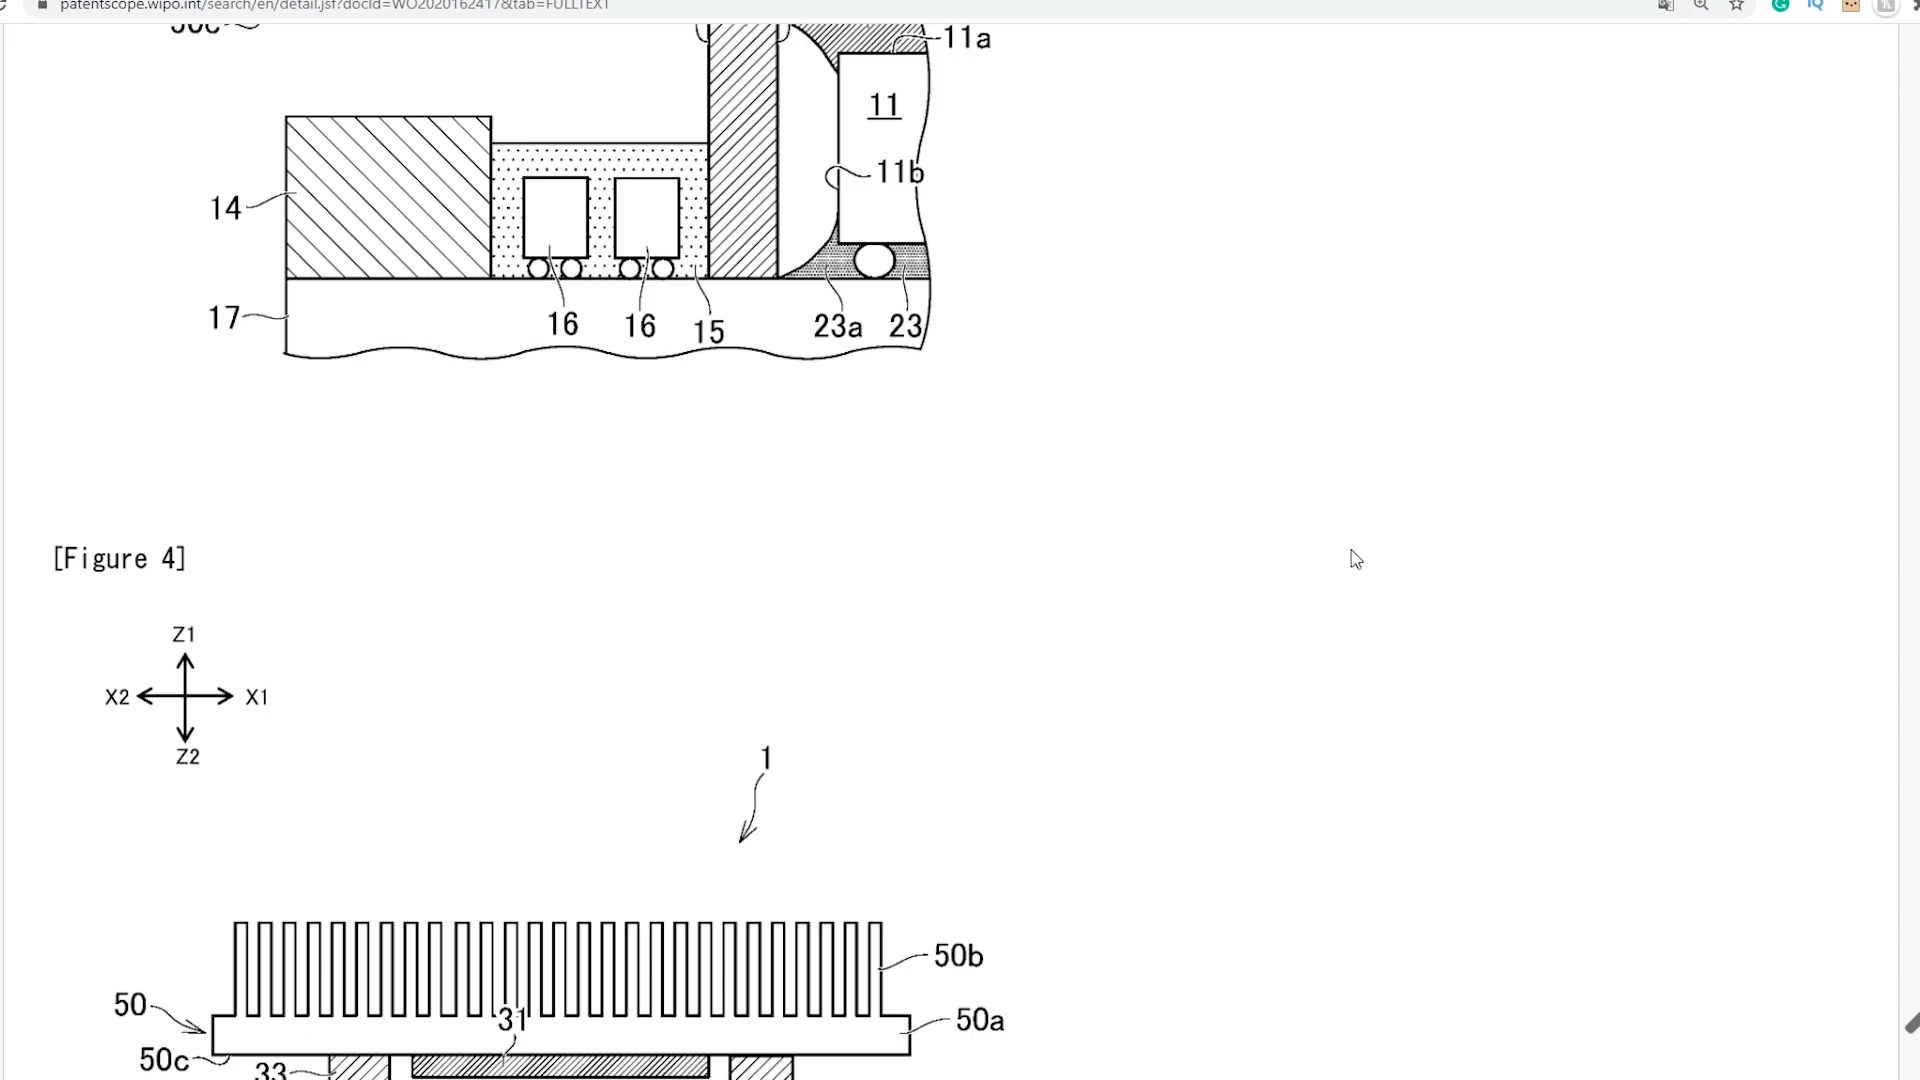 patentscope.wipo.int/search/en/detail.jsf?docId=WO2020162417&tab=FULLTEXT
50c
11a
11
11b
14
17
16 16 15 23a 23
[Figure 4]
Z1
X2 X1
Z2
1
50b
50 31 50a
50c
33